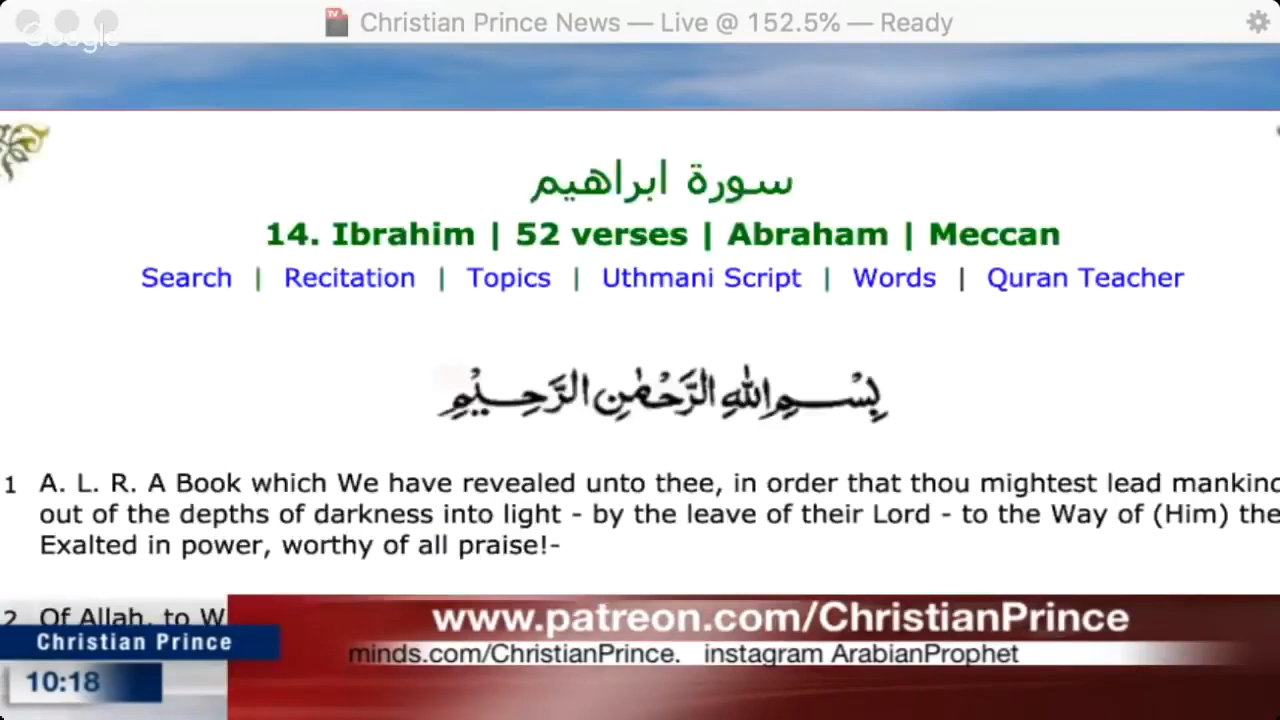 Google
TV
Christian Prince News — Live @ 152.5% — Ready
سورة ابراهيم
14. Ibrahim | 52 verses | Abraham | Meccan
Search | Recitation | Topics | Uthmani Script | Words | Quran Teacher
بِسْمِ اللهِ الرَّحْمٰنِ الرَّحِيْمِ
1 A. L. R. A Book which We have revealed unto thee, in order that thou mightest lead mankind
out of the depths of darkness into light - by the leave of their Lord - to the Way of (Him) the
Exalted in power, worthy of all praise!-
2 Of Allah, to W
www.patreon.com/ChristianPrince
Christian Prince
minds.com/ChristianPrince. instagram ArabianProphet
10:18